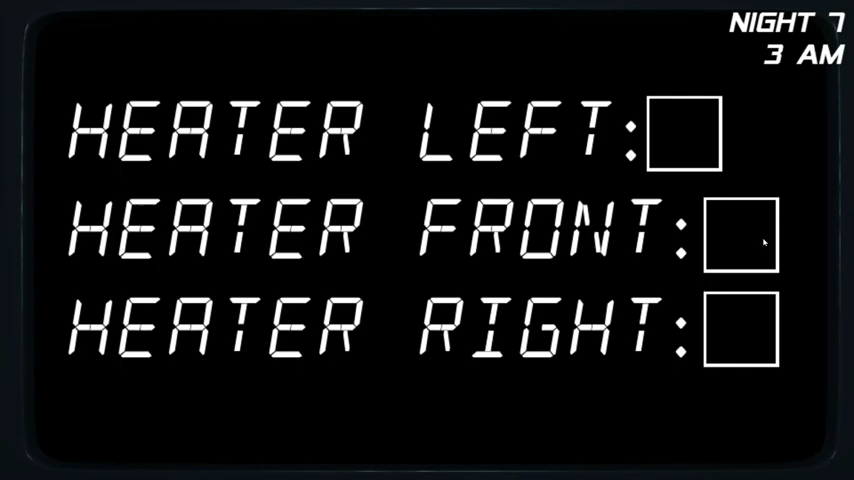 NIGHT 7
3 AM
HEATER LEFT:
HEATER FRONT:
HEATER RIGHT: